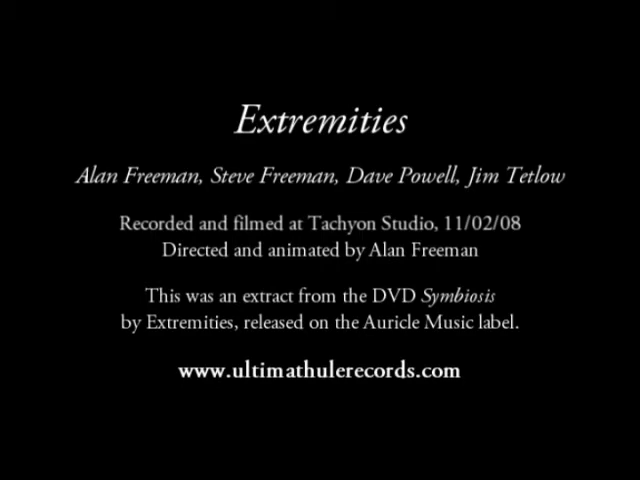 Extremities
Alan Freeman, Steve Freeman, Dave Powell, Jim Tetlow
Recorded and filmed at Tachyon Studio, 11/02/08
Directed and animated by Alan Freeman
This was an extract from the DVD Symbiosis
by Extremities, released on the Auricle Music label.
www.ultimathulerecords.com